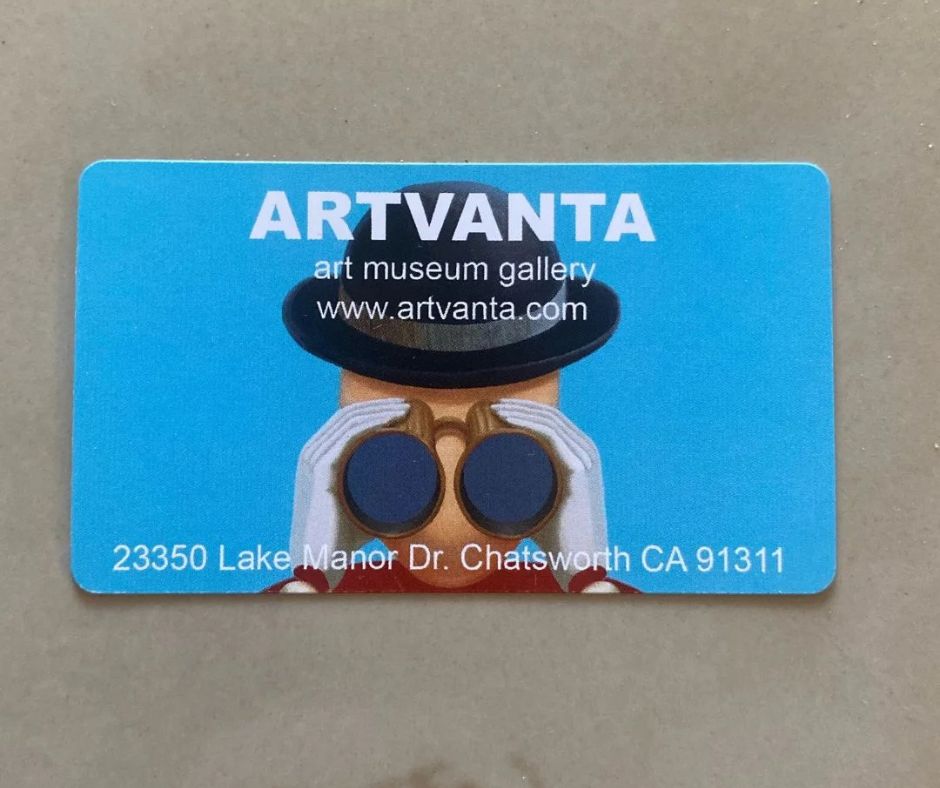 ARTVANTA
art museum gallery
www.artvanta.com
23350 Lake Manor Dr. Chatsworth CA 91311